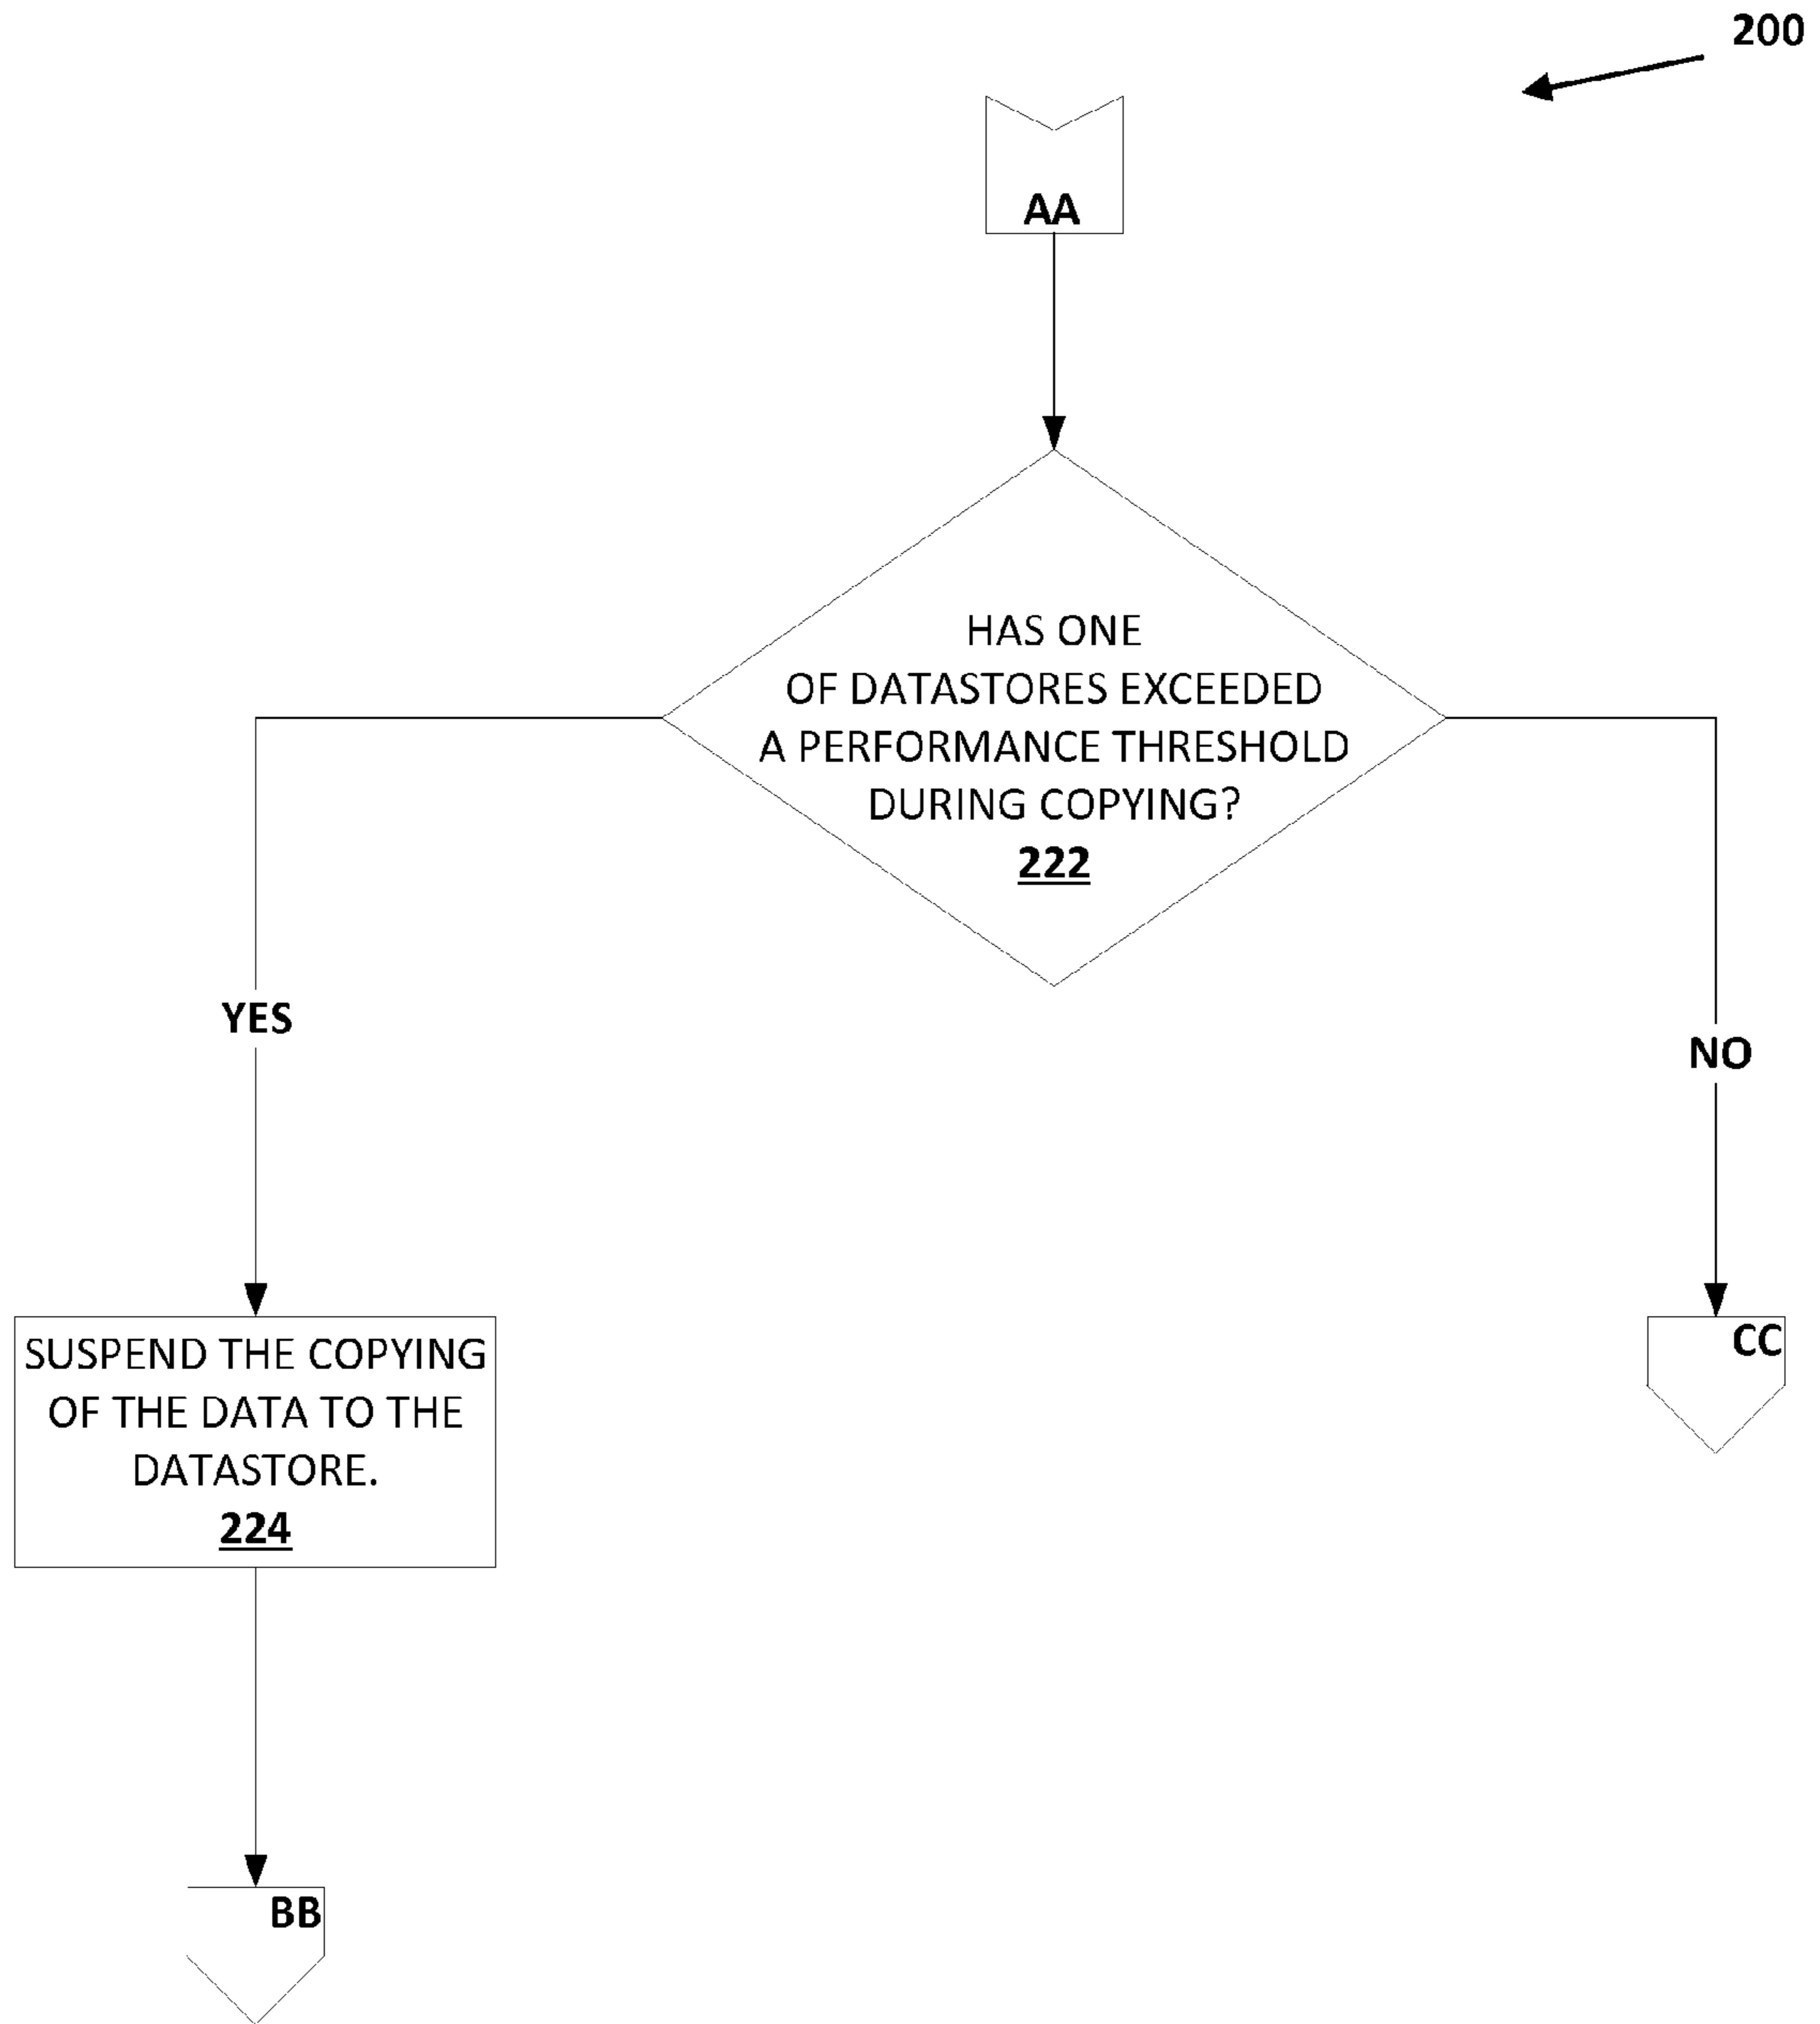 200
AA
HAS ONE
OF DATASTORES EXCEEDED
A PERFORMANCE THRESHOLD
DURING COPYING?
222
YES
NO
SUSPEND THE COPYING
OF THE DATA TO THE
DATASTORE.
224
CC
BB